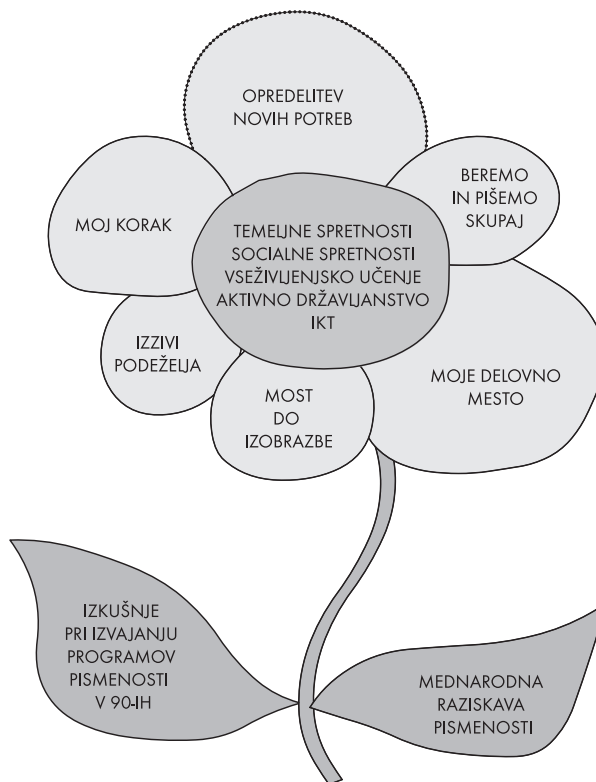 OPREDELITEV
NOVIH POTREB
BEREMO
IN PIŠEMO
SKUPAJ
MOJ KORAK
TEMELJNE SPRETNOSTI
SOCIALNE SPRETNOSTI
VSEŽIVLJENJSKO UČENJE
AKTIVNO DRŽAVLJANSTVO
IKT
IZZIVI
PODEŽELJA
MOST
DO
IZOBRAZBE
MOJE DELOVNO
MESTO
IZKUŠNJE
PRI IZVAJANJU
PROGRAMOV
PISMENOSTI
V 90-IH
MEDNARODNA
RAZISKAVA
PISMENOSTI